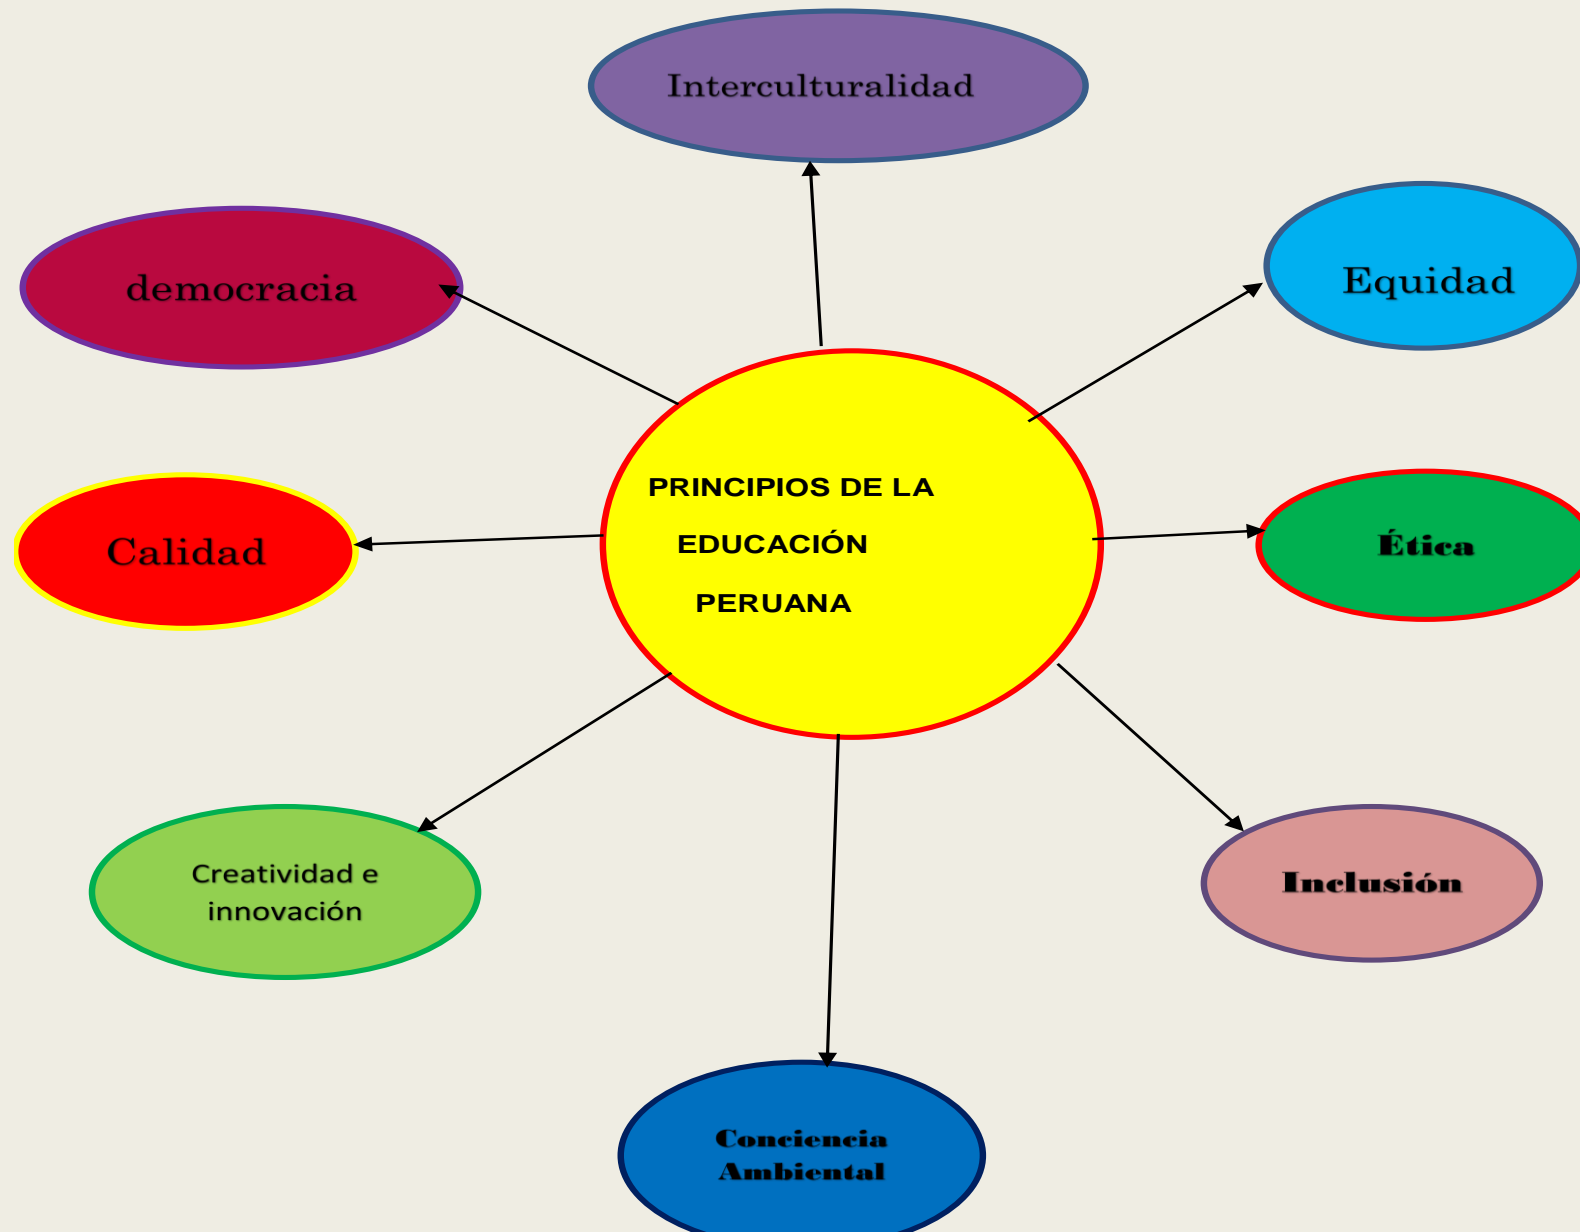 Interculturalidad
Equidad
democracia
PRINCIPIOS DE LA
EDUCACIÓN
PERUANA
Calidad
Ética
Creatividad e
innovación
Inclusión
Conciencia
Ambiental